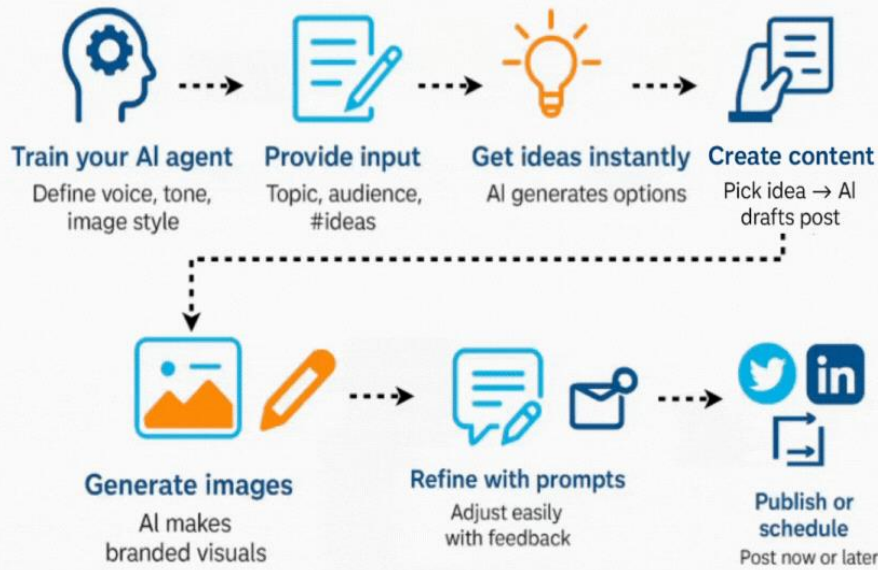 Train your AI agent
Define voice, tone,
image style
Provide input
Topic, audience,
#ideas
Get ideas instantly
AI generates options
Create content
Pick idea → AI
drafts post
Generate images
AI makes
branded visuals
Refine with prompts
Adjust easily
with feedback
in
Publish or
schedule
Post now or later